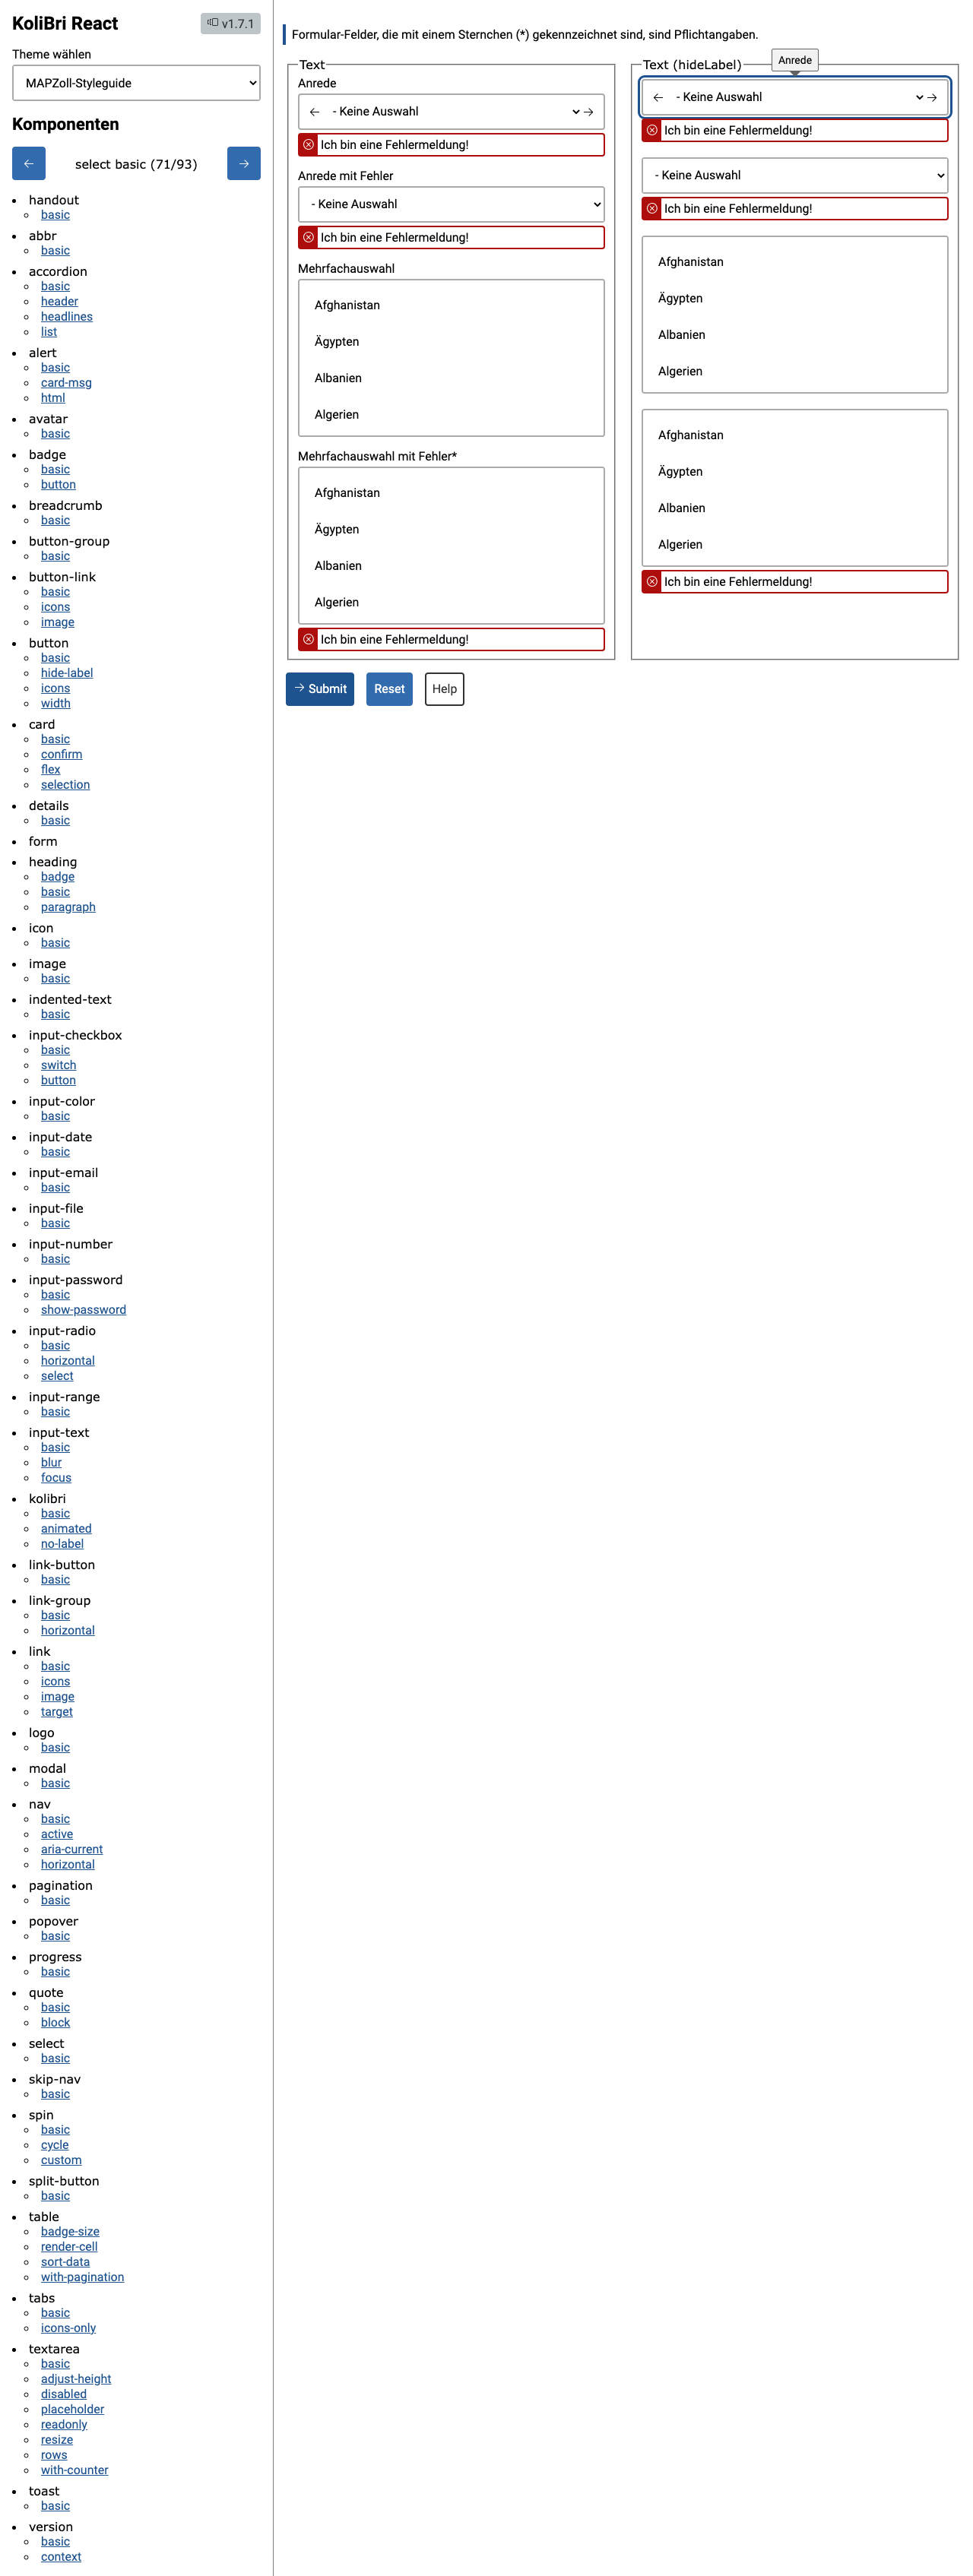 KoliBri React
v1.7.1
Theme wählen
MAPZoll-Styleguide
Komponenten
select basic (71/93)
handout
basic
abbr
basic
accordion
basic
header
headlines
list
alert
basic
card-msg
html
avatar
basic
badge
basic
button
breadcrumb
basic
button-group
basic
button-link
basic
icons
image
button
basic
hide-label
icons
width
card
basic
confirm
flex
selection
details
basic
form
heading
badge
basic
paragraph
icon
basic
image
basic
indented-text
basic
input-checkbox
basic
switch
button
input-color
basic
input-date
basic
input-email
basic
input-file
basic
input-number
basic
input-password
basic
show-password
input-radio
basic
horizontal
select
input-range
basic
input-text
basic
blur
focus
kolibri
basic
animated
no-label
link-button
basic
link-group
basic
horizontal
link
basic
icons
image
target
logo
basic
modal
basic
nav
basic
active
aria-current
horizontal
pagination
basic
popover
basic
progress
basic
quote
basic
block
select
basic
skip-nav
basic
spin
basic
cycle
custom
split-button
basic
table
badge-size
render-cell
sort-data
with-pagination
tabs
basic
icons-only
textarea
basic
adjust-height
disabled
placeholder
readonly
resize
rows
with-counter
toast
basic
version
basic
context
Formular-Felder, die mit einem Sternchen (*) gekennzeichnet sind, sind Pflichtangaben.
Text
Anrede
- Keine Auswahl
Ich bin eine Fehlermeldung!
Anrede mit Fehler
- Keine Auswahl
Ich bin eine Fehlermeldung!
Mehrfachauswahl
Afghanistan
Ägypten
Albanien
Algerien
Mehrfachauswahl mit Fehler*
Afghanistan
Ägypten
Albanien
Algerien
Ich bin eine Fehlermeldung!
Text (hideLabel)
Anrede
- Keine Auswahl
Ich bin eine Fehlermeldung!
- Keine Auswahl
Ich bin eine Fehlermeldung!
Afghanistan
Ägypten
Albanien
Algerien
Afghanistan
Ägypten
Albanien
Algerien
Ich bin eine Fehlermeldung!
Submit
Reset
Help